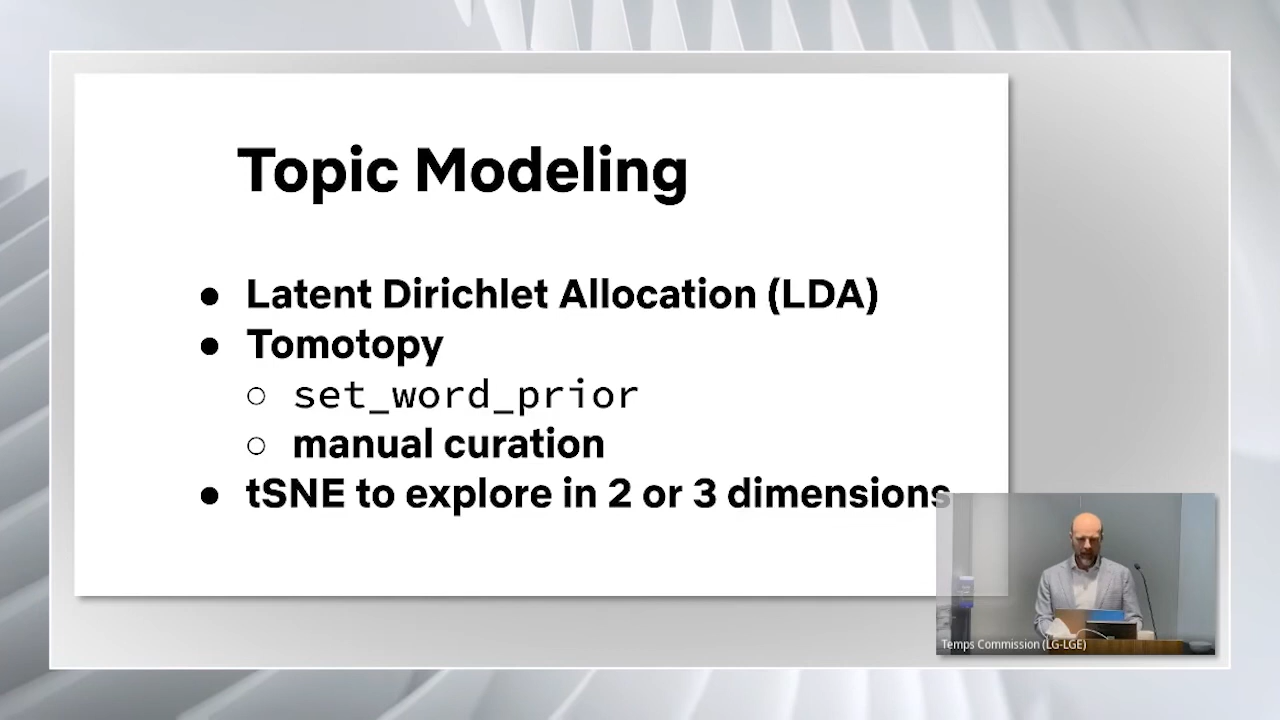 Topic Modeling
● Latent Dirichlet Allocation (LDA)
● Tomotopy
○ set_word_prior
○ manual curation
● tSNE to explore in 2 or 3 dimensions
Temps Commission (LG-LGE)